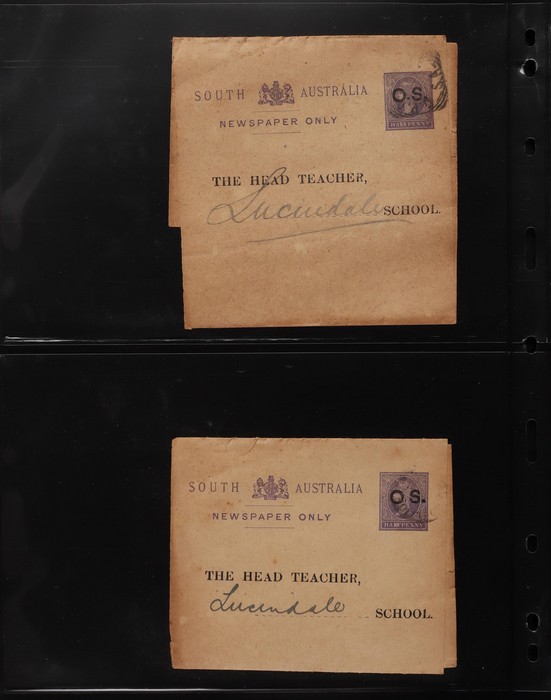 SOUTH AUSTRALIA
O.S.
HALFPENNY
NEWSPAPER ONLY
THE HEAD TEACHER,
Lucindale SCHOOL.
SOUTH AUSTRALIA
O.S.
HALFPENNY
NEWSPAPER ONLY
THE HEAD TEACHER,
Lucindale SCHOOL.